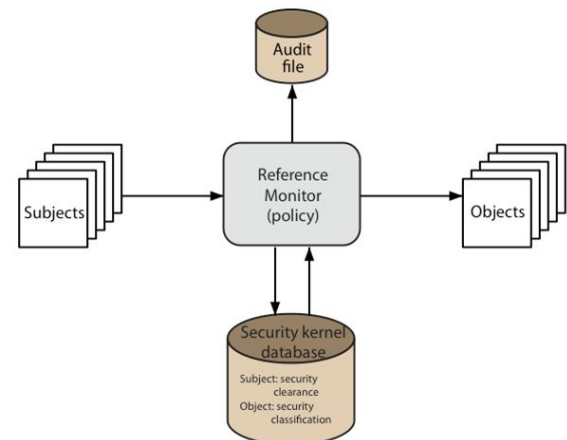 Audit
file
Subjects
Reference
Monitor
(policy)
Objects
Security kernel
database
Subject: security
clearance
Object: security
classification